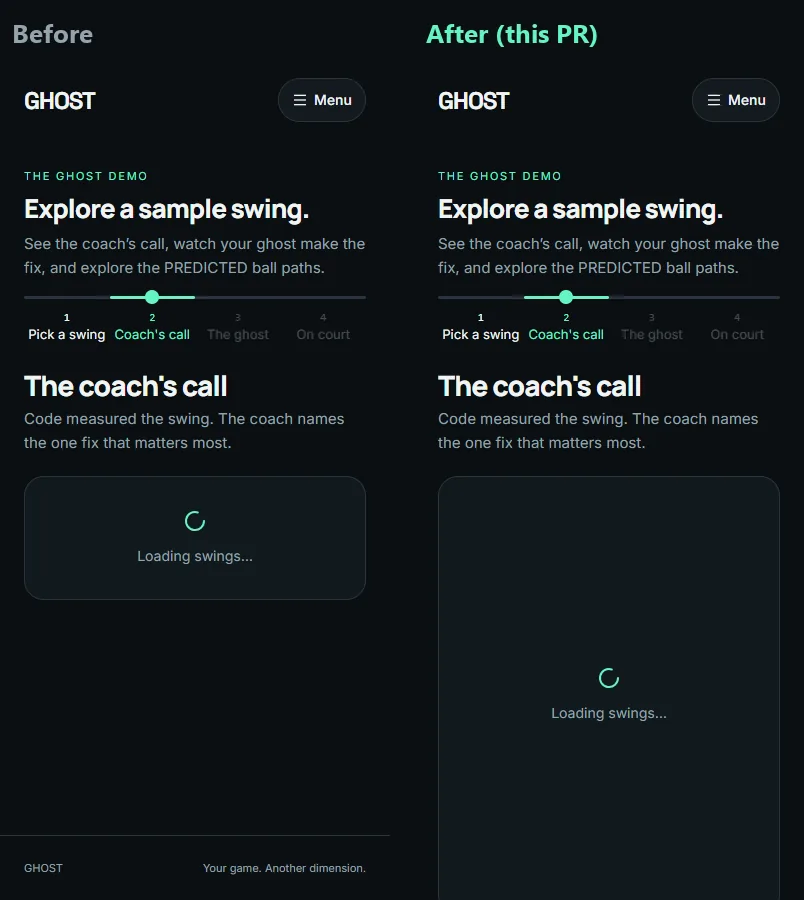 Before
GHOST
Menu
THE GHOST DEMO
Explore a sample swing.
See the coach’s call, watch your ghost make the
fix, and explore the PREDICTED ball paths.
1 2 3 4
Pick a swing Coach's call The ghost On court
The coach's call
Code measured the swing. The coach names
the one fix that matters most.
Loading swings...
GHOST
Your game. Another dimension.
After (this PR)
GHOST
Menu
THE GHOST DEMO
Explore a sample swing.
See the coach’s call, watch your ghost make the
fix, and explore the PREDICTED ball paths.
1 2 3 4
Pick a swing Coach's call The ghost On court
The coach's call
Code measured the swing. The coach names
the one fix that matters most.
Loading swings...